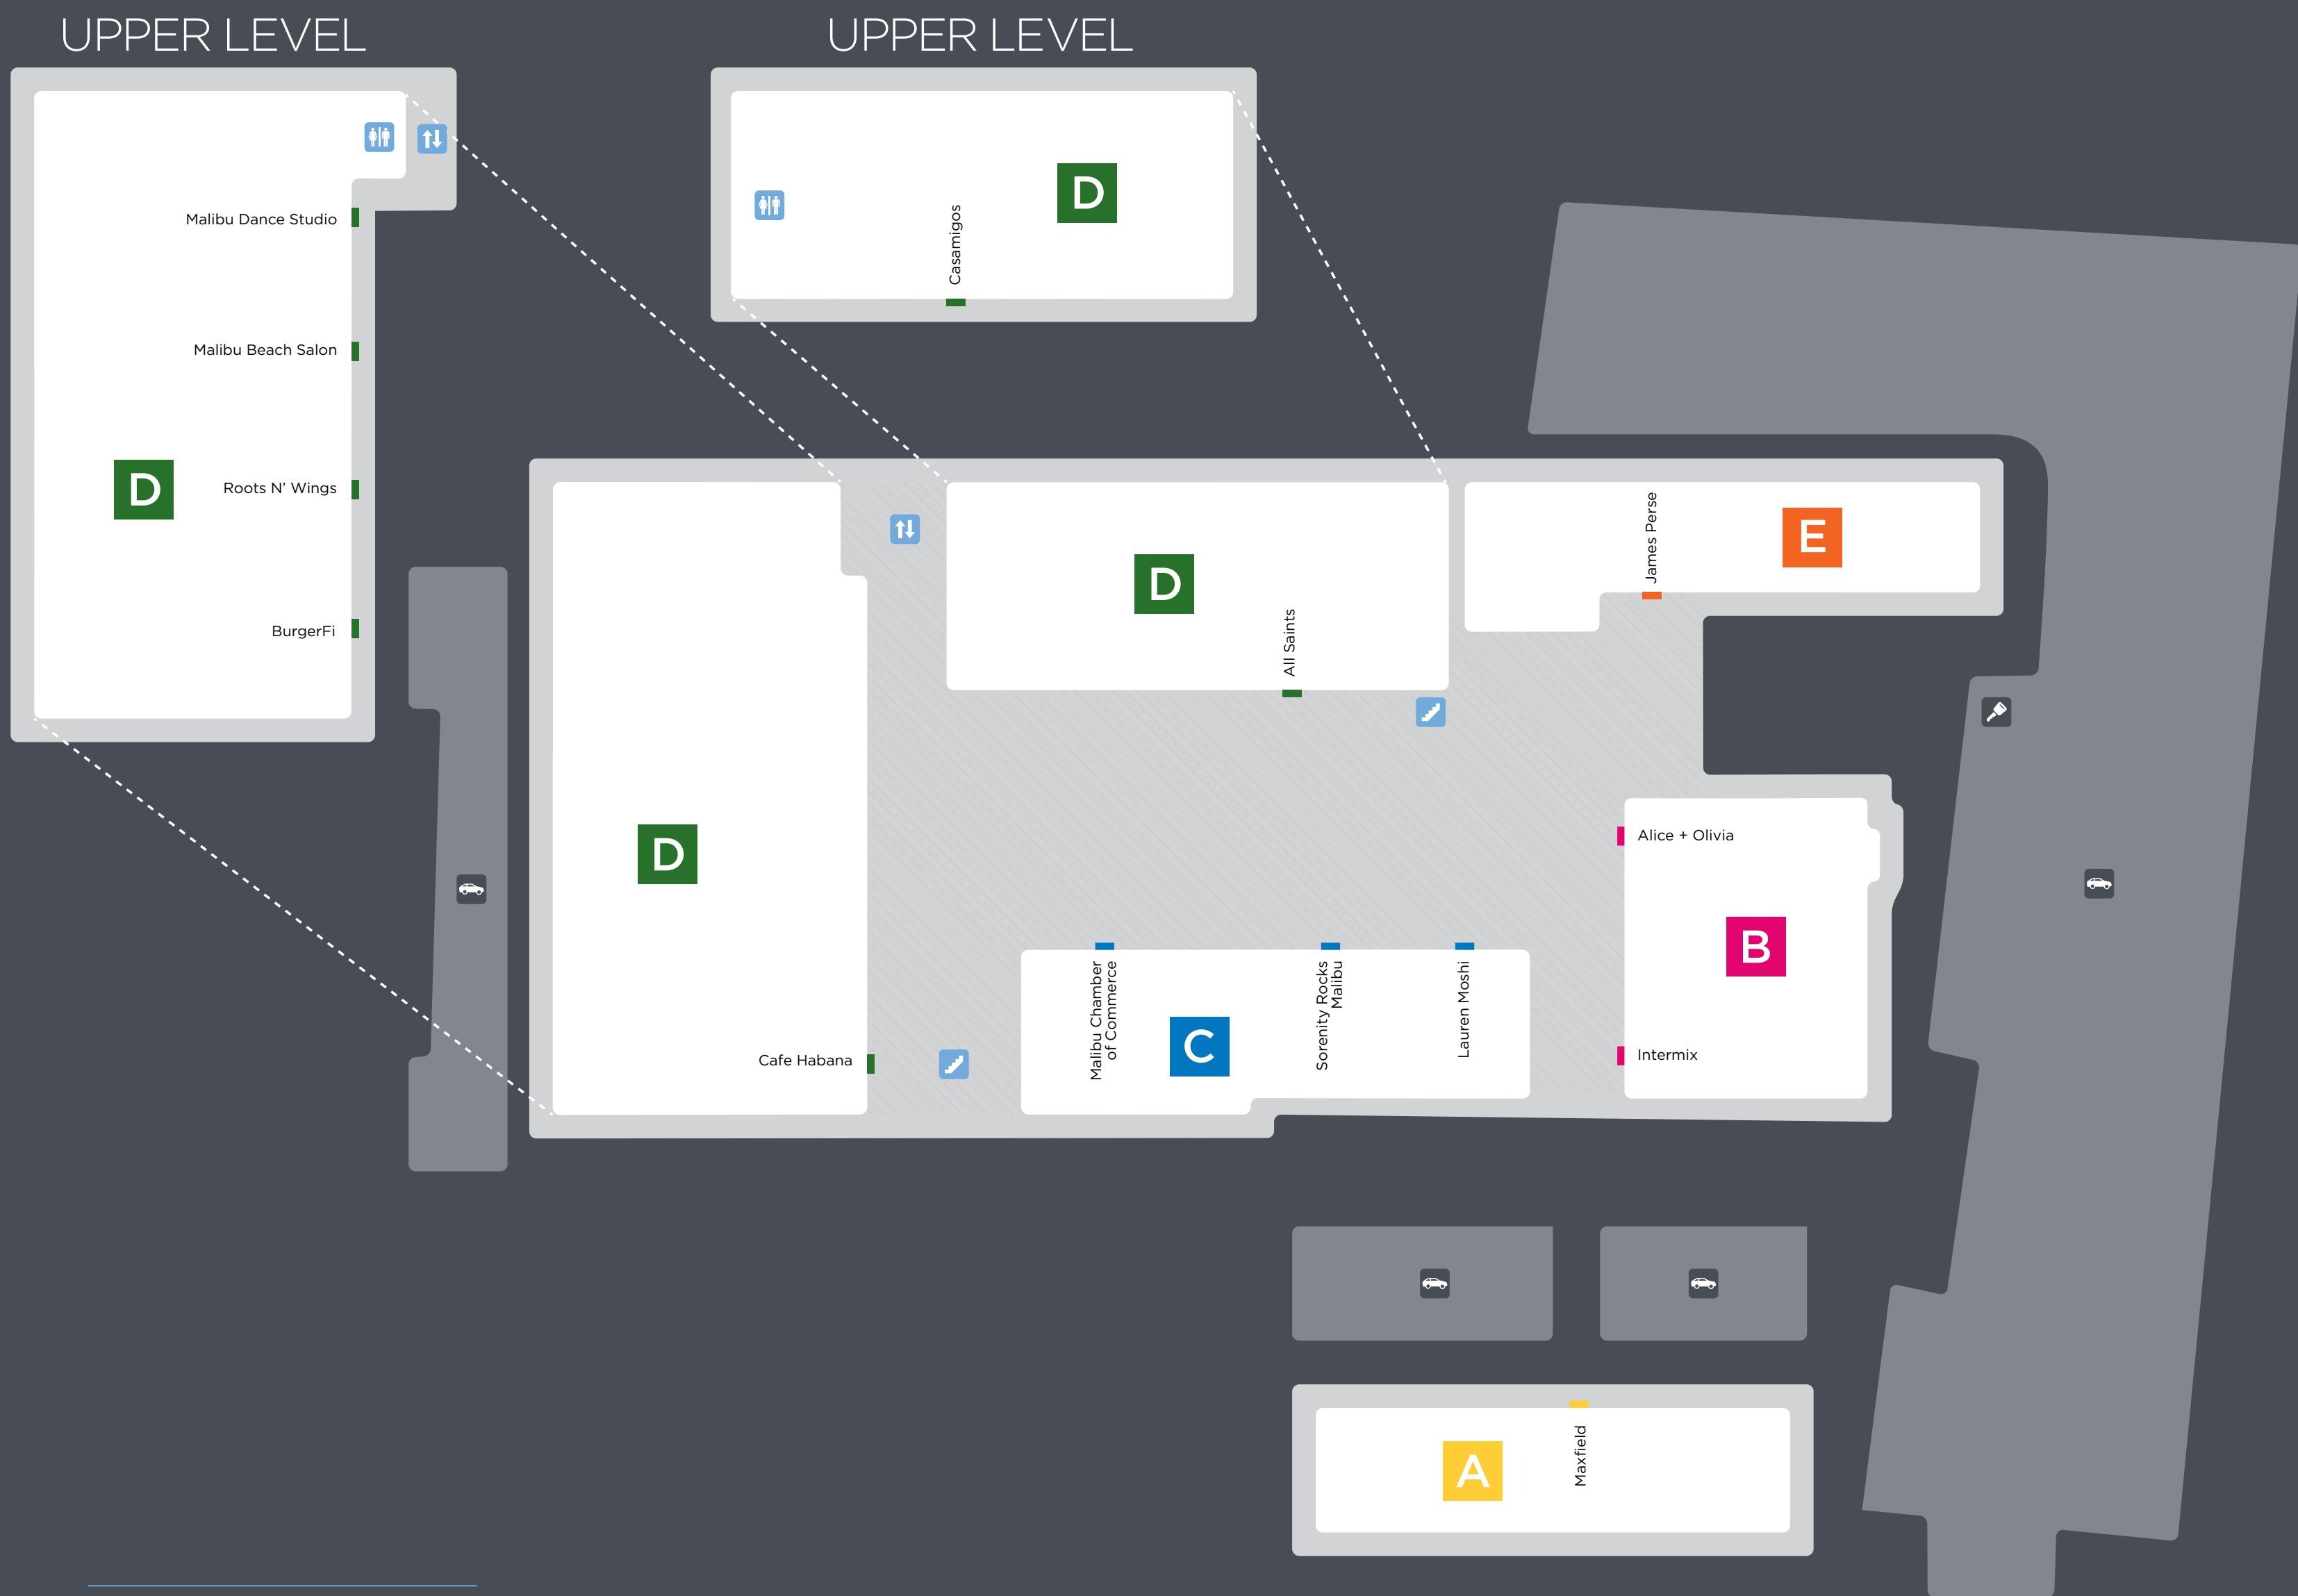 UPPER LEVEL
UPPER LEVEL
Malibu Dance Studio
Malibu Beach Salon
D
Roots N’ Wings
BurgerFi
D
Casamigos
D
All Saints
James Perse
E
D
Cafe Habana
Malibu Chamber
of Commerce
C
Sorenity Rocks
Malibu
Lauren Moshi
Alice + Olivia
B
Intermix
A
Maxfield